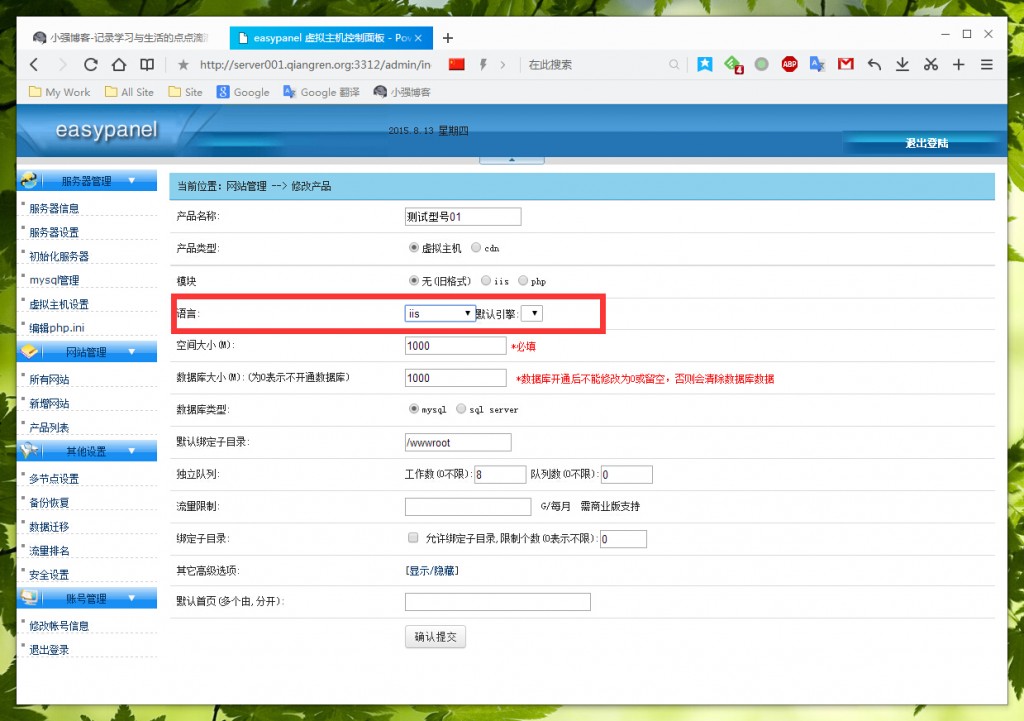 小强博客-记录学习与生活的点点滴
easypanel 虚拟主机控制面板 - Pow
http://server001.qiangren.org:3312/admin/in
在此搜索
4
ABP
My Work
All Site
Site
Google
Google 翻译
小强博客
easypanel
2015.8.13 星期四
退出登陆
服务器管理
服务器信息
服务器设置
初始化服务器
mysql管理
虚拟主机设置
编辑php.ini
网站管理
所有网站
新增网站
产品列表
其他设置
多节点设置
备份恢复
数据迁移
流量排名
安全设置
账号管理
修改帐号信息
退出登录
当前位置: 网站管理 --> 修改产品
产品名称: 测试型号01
产品类型: 虚拟主机 cdn
模块 无(旧格式) iis php
语言: iis 默认引擎:
空间大小(M): 1000 *必填
数据库大小(M):(为0表示不开通数据库) 1000 *数据库开通后不能修改为0或留空, 否则会清除数据库数据
数据库类型: mysql sql server
默认绑定子目录: /wwwroot
独立队列: 工作数(0不限): 8 队列数(0不限): 0
流量限制: G/每月 需商业版支持
绑定子目录: 允许绑定子目录,限制个数(0表示不限): 0
其它高级选项: [显示/隐藏]
默认首页(多个由,分开):
确认提交